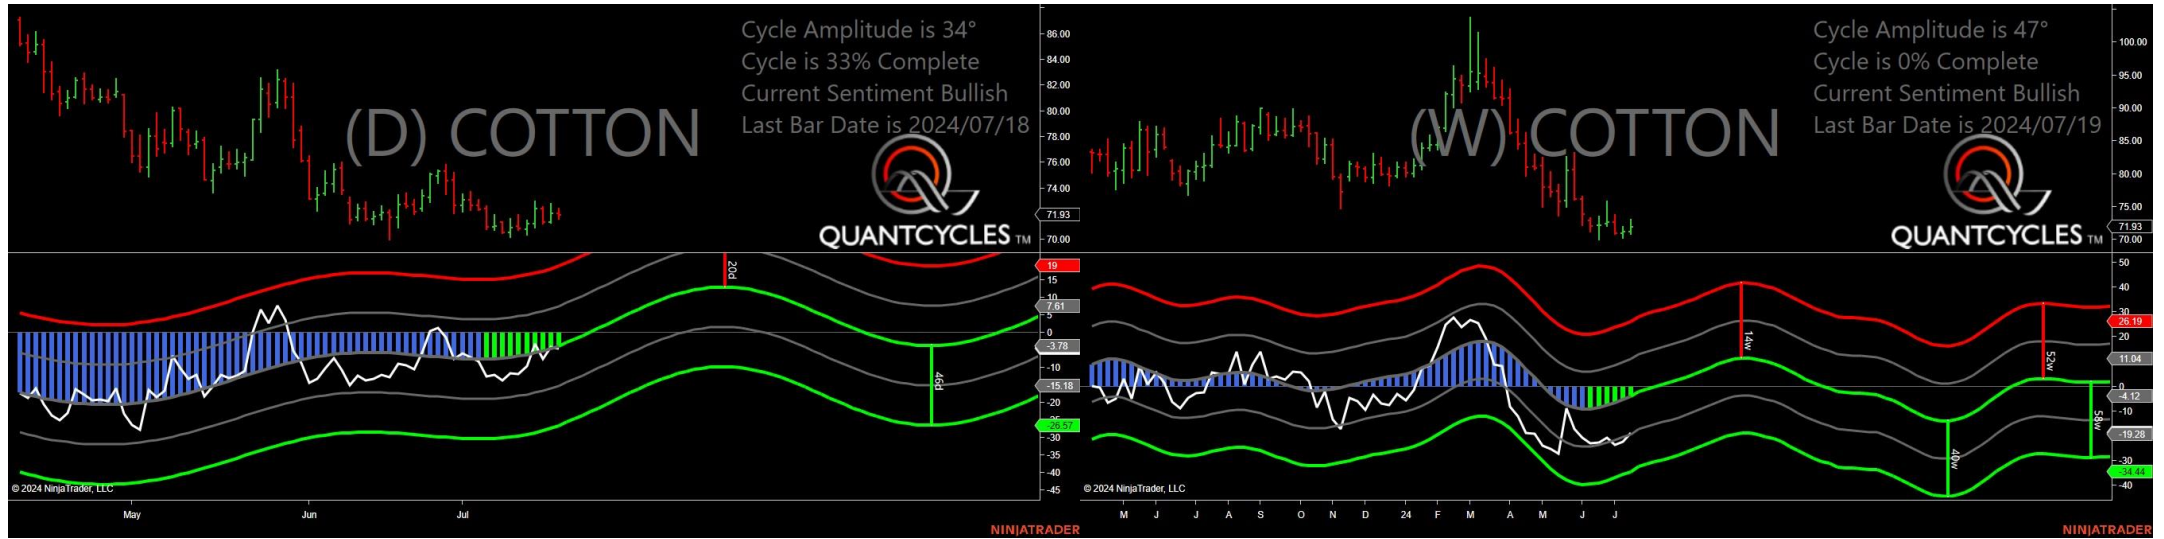 Cycle Amplitude is 34°
Cycle is 33% Complete
Current Sentiment Bullish
Last Bar Date is 2024/07/18
(D) COTTON
QUANTCYCLES TM
86.00
84.00
82.00
80.00
78.00
76.00
74.00
71.93
70.00
20d
46d
19
15
10
7.61
5
0
-3.78
-10
-15.18
-20
-26.57
-30
-35
-40
-45
© 2024 NinjaTrader, LLC
May Jun Jul
NINJATRADER
Cycle Amplitude is 47°
Cycle is 0% Complete
Current Sentiment Bullish
Last Bar Date is 2024/07/19
(W) COTTON
QUANTCYCLES TM
100.00
95.00
90.00
85.00
80.00
75.00
71.93
70.00
14w
40w
52w
58w
50
40
30
26.19
20
11.04
0
-4.12
-10
-19.28
-30
-34.44
-40
© 2024 NinjaTrader, LLC
M J J A S O N D 24 F M A M J J
NINJATRADER